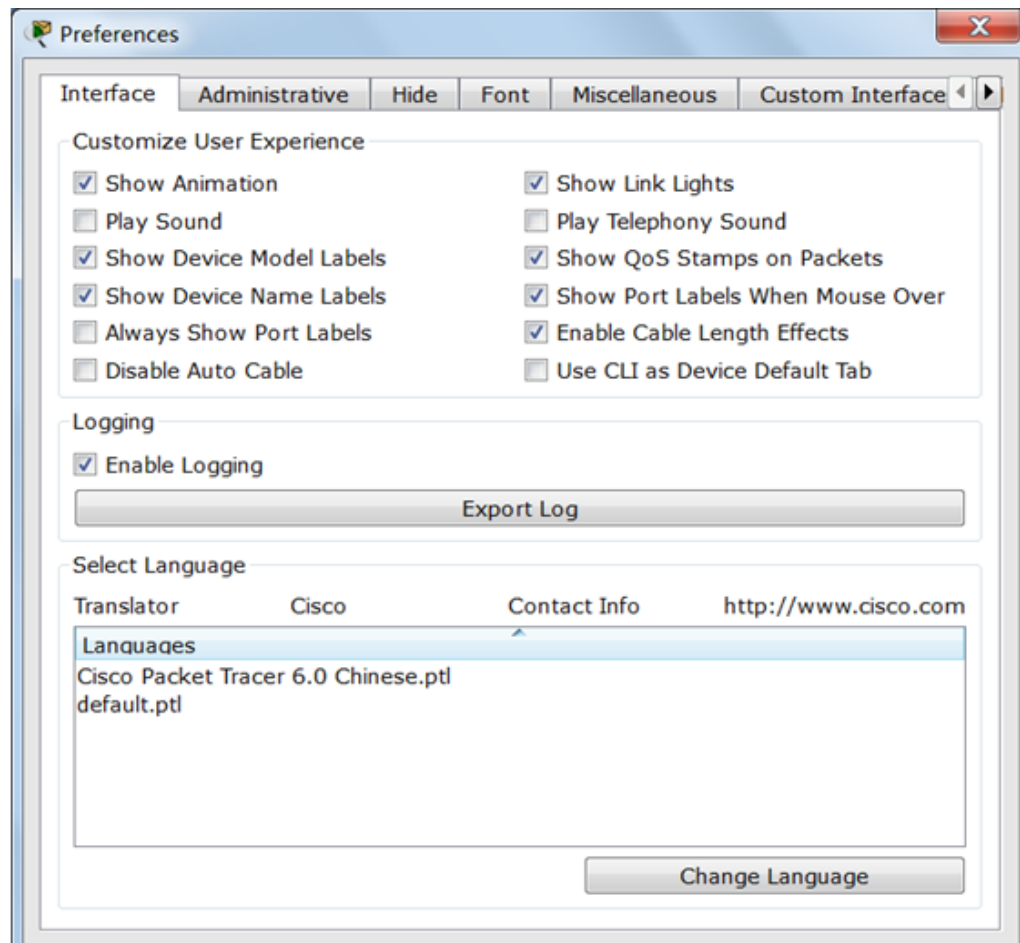 Preferences
Interface Administrative Hide Font Miscellaneous Custom Interface
Customize User Experience
Show Animation Show Link Lights
Play Sound Play Telephony Sound
Show Device Model Labels Show QoS Stamps on Packets
Show Device Name Labels Show Port Labels When Mouse Over
Always Show Port Labels Enable Cable Length Effects
Disable Auto Cable Use CLI as Device Default Tab
Logging
Enable Logging
Export Log
Select Language
Translator Cisco Contact Info http://www.cisco.com
Languages
Cisco Packet Tracer 6.0 Chinese.ptl
default.ptl
Change Language